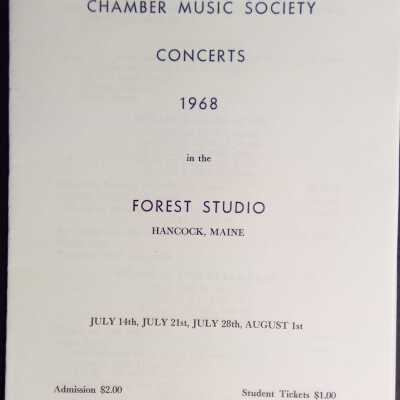 CHAMBER MUSIC SOCIETY
CONCERTS
1968
in the
FOREST STUDIO
HANCOCK, MAINE
JULY 14th, JULY 21st, JULY 28th, AUGUST 1st
Admission $2.00
Student Tickets $1.00